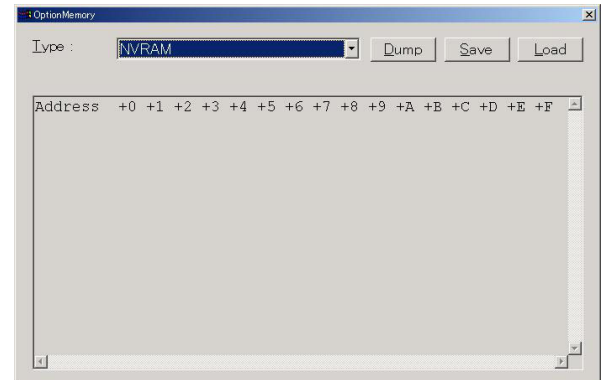 OptionMemory
Type :
NVRAM
Dump
Save
Load
Address +0 +1 +2 +3 +4 +5 +6 +7 +8 +9 +A +B +C +D +E +F